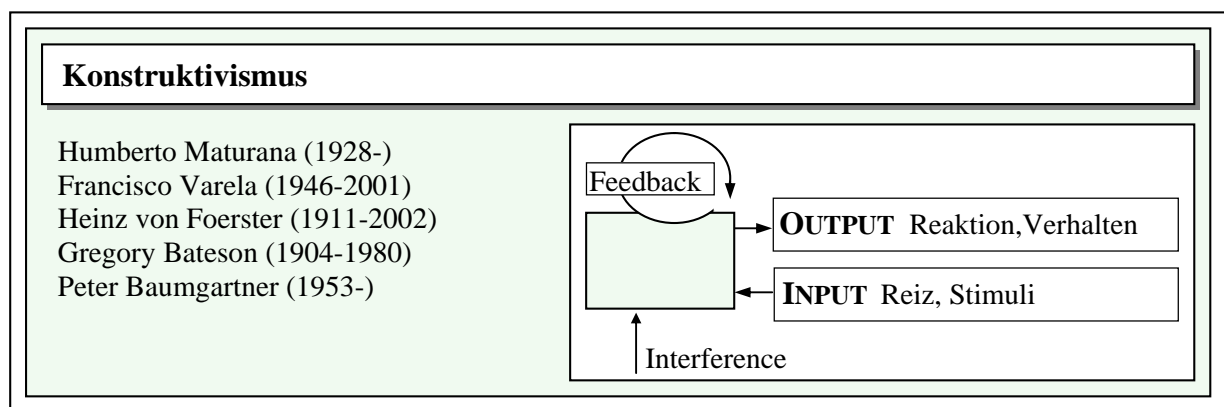 Konstruktivismus
Humberto Maturana (1928-)
Francisco Varela (1946-2001)
Heinz von Foerster (1911-2002)
Gregory Bateson (1904-1980)
Peter Baumgartner (1953-)
Feedback
OUTPUT Reaktion,Verhalten
INPUT Reiz, Stimuli
Interference